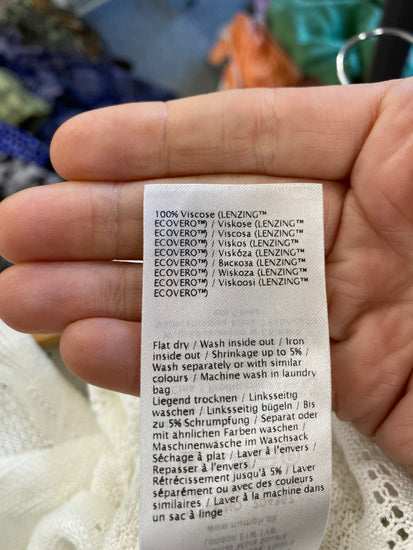 100% Viscose (LENZING™
ECOVERO™) / Viskose (LENZING™
ECOVERO™) / Viscosa (LENZING™
ECOVERO™) / Viskos (LENZING™
ECOVERO™) / Viskóza (LENZING™
ECOVERO™) / Вискоза (LENZING™
ECOVERO™) / Wiskoza (LENZING™
ECOVERO™) / Viskoosi (LENZING™
ECOVERO™)
Flat dry / Wash inside out / Iron
inside out / Shrinkage up to 5% /
Wash separately or with similar
colours / Machine wash in laundry
bag
Liegend trocknen / Linksseitig
waschen / Linksseitig bügeln / Bis
zu 5% Schrumpfung / Separat oder
mit ähnlichen Farben waschen /
Maschinenwäsche im Waschsack
Séchage à plat / Laver à l'envers /
Repasser à l'envers /
Rétrécissement jusqu'à 5% / Laver
séparément ou avec des couleurs
similaires / Laver à la machine dans
un sac à linge